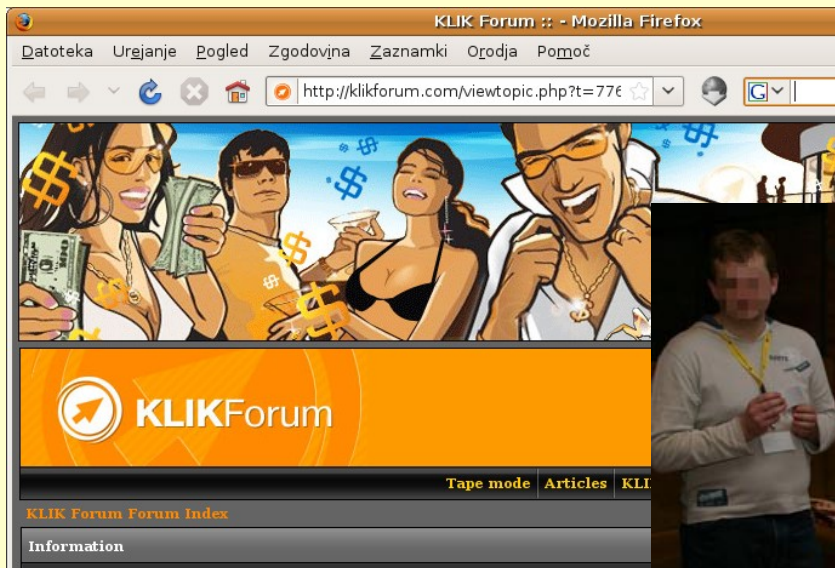 KLIK Forum :: - Mozilla Firefox
Datoteka Urejanje Pogled Zgodovina Zaznamki Orodja Pomoč
http://klikforum.com/viewtopic.php?t=776 G
$ $ $ $ $ $ $ $ $ $ $
KLIKForum
Tape mode Articles KLI
KLIK Forum Forum Index
Information